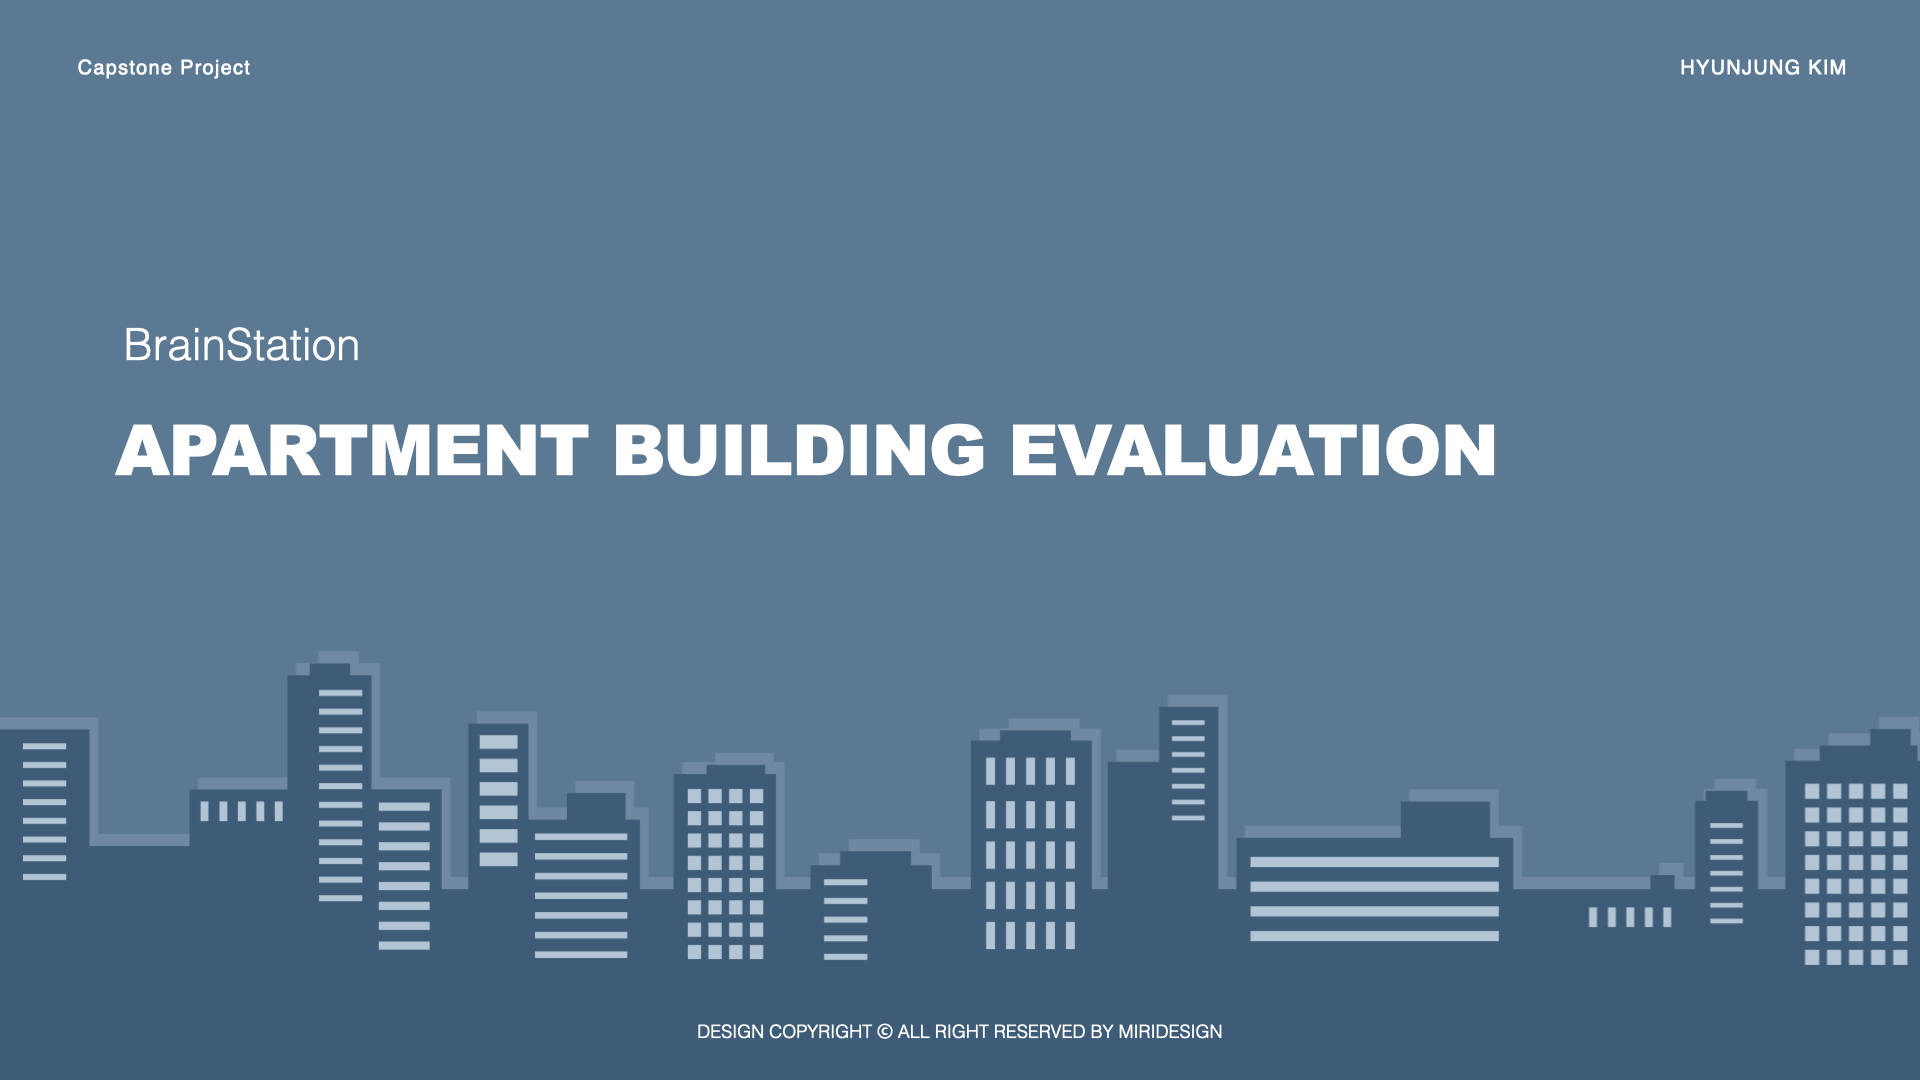 Capstone Project
HYUNJUNG KIM
BrainStation
APARTMENT BUILDING EVALUATION
DESIGN COPYRIGHT © ALL RIGHT RESERVED BY MIRIDESIGN